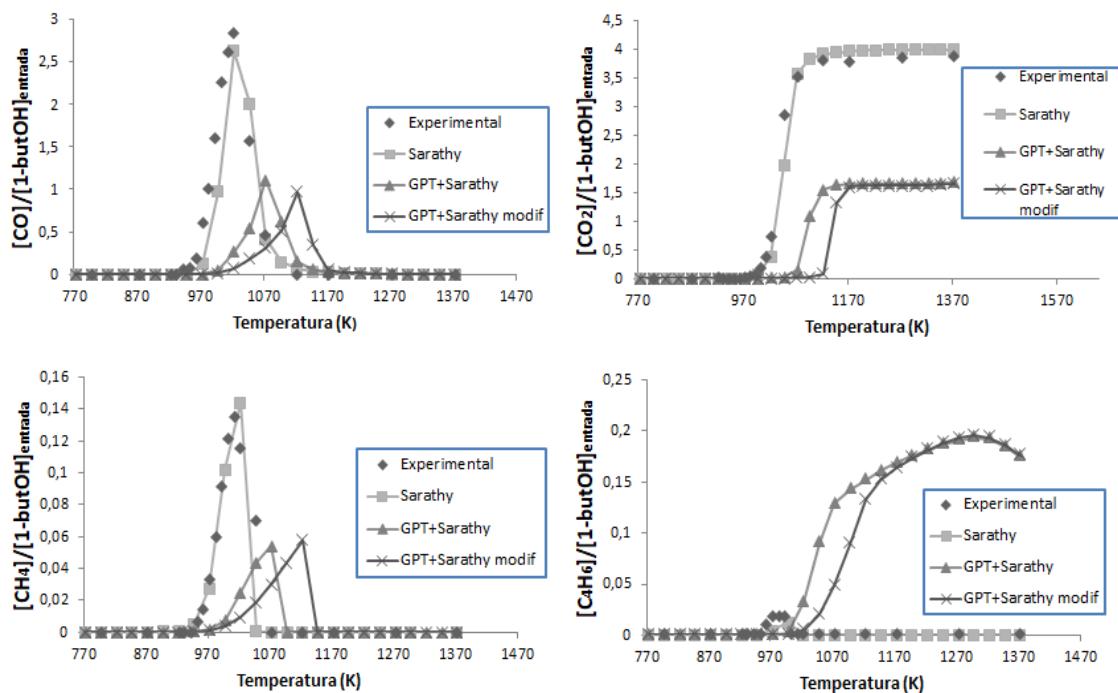 [CO]/[1-butOH]entrada
3
2,5
2
1,5
1
0,5
0
770 870 970 1070 1170 1270 1370 1470
Temperatura (K)
Experimental
Sarathy
GPT+Sarathy
GPT+Sarathy modif
[CO2]/[1-butOH]entrada
4,5
4
3,5
3
2,5
2
1,5
1
0,5
0
770 970 1170 1370 1570
Temperatura (K)
Experimental
Sarathy
GPT+Sarathy
GPT+Sarathy
modif
[CH4]/[1-butOH]entrada
0,16
0,14
0,12
0,1
0,08
0,06
0,04
0,02
0
770 870 970 1070 1170 1270 1370 1470
Temperatura (K)
Experimental
Sarathy
GPT+Sarathy
GPT+Sarathy modif
[C4H6]/[1-butOH]entrada
0,25
0,2
0,15
0,1
0,05
0
770 870 970 1070 1170 1270 1370 1470
Temperatura (K)
Experimental
Sarathy
GPT+Sarathy
GPT+Sarathy modif